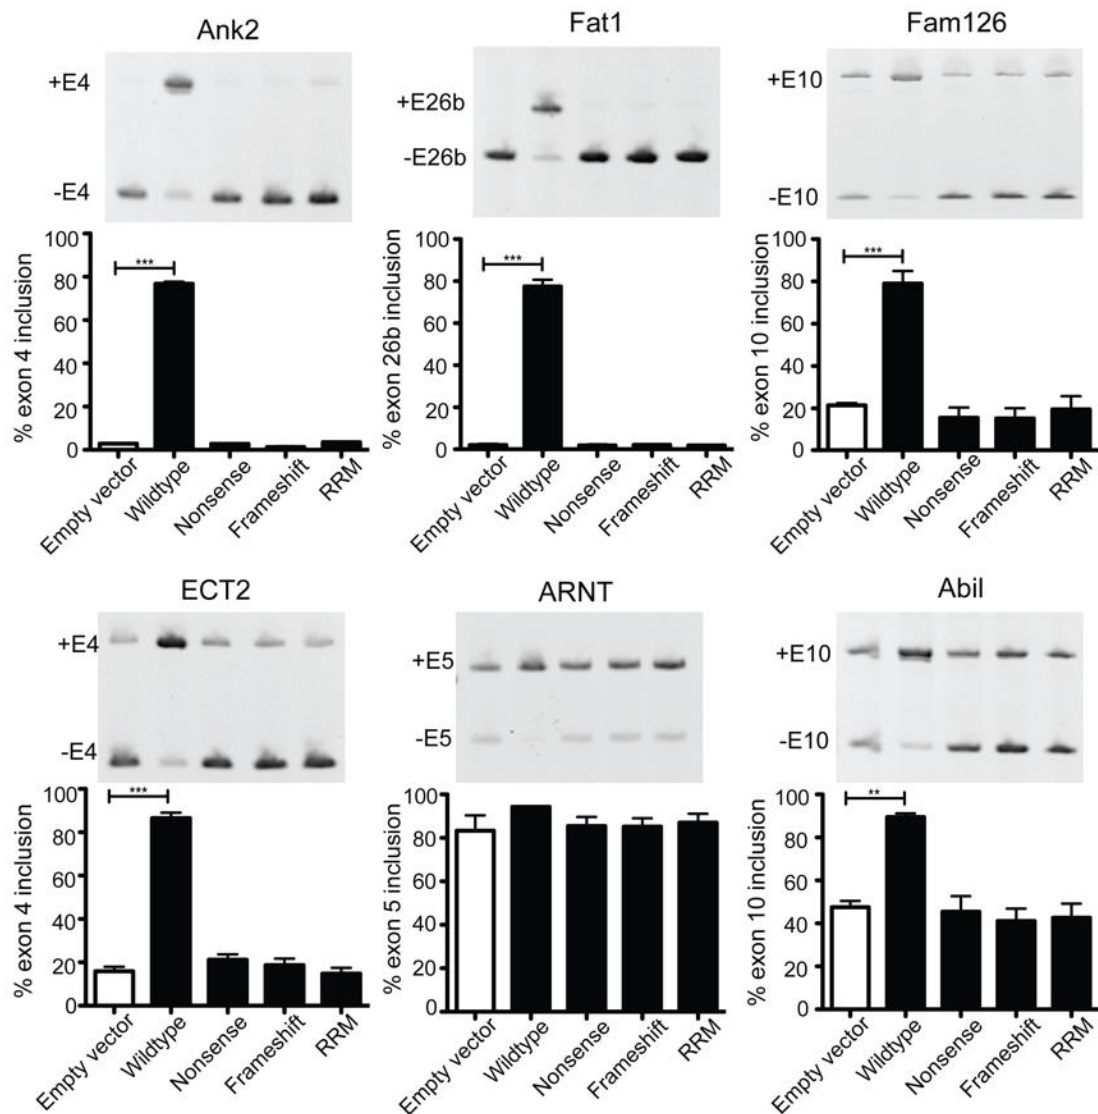 Ank2
+E4
-E4
***
% exon 4 inclusion
100
80
60
40
20
0
Empty vector
Wildtype
Nonsense
Frameshift
RRM
Fat1
+E26b
-E26b
***
% exon 26b inclusion
100
80
60
40
20
0
Empty vector
Wildtype
Nonsense
Frameshift
RRM
Fam126
+E10
-E10
***
% exon 10 inclusion
100
80
60
40
20
0
Empty vector
Wildtype
Nonsense
Frameshift
RRM
ECT2
+E4
-E4
***
% exon 4 inclusion
100
80
60
40
20
0
Empty vector
Wildtype
Nonsense
Frameshift
RRM
ARNT
+E5
-E5
% exon 5 inclusion
100
80
60
40
20
0
Empty vector
Wildtype
Nonsense
Frameshift
RRM
Abil
+E10
-E10
**
% exon 10 inclusion
100
80
60
40
20
0
Empty vector
Wildtype
Nonsense
Frameshift
RRM